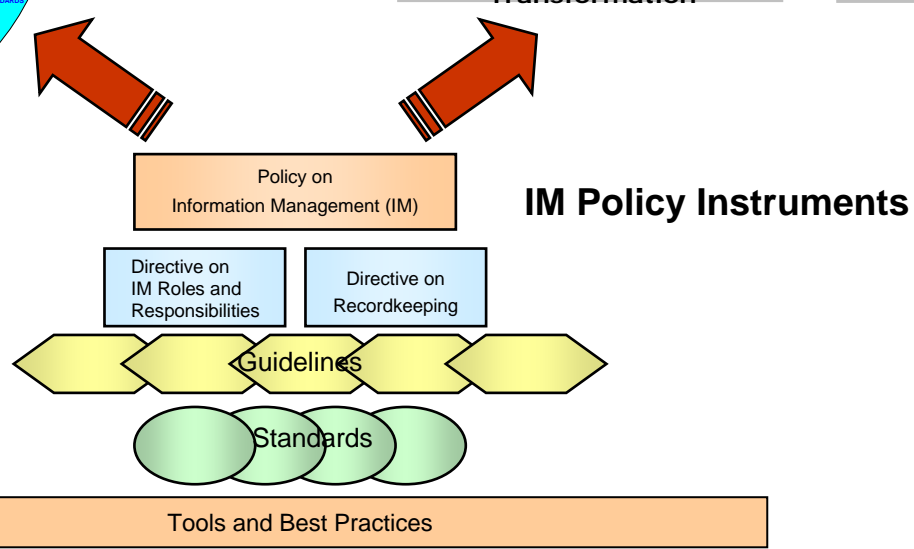 Transformation
Policy on
Information Management (IM)
IM Policy Instruments
Directive on
IM Roles and
Responsibilities
Directive on
Recordkeeping
Guidelines
Standards
Tools and Best Practices